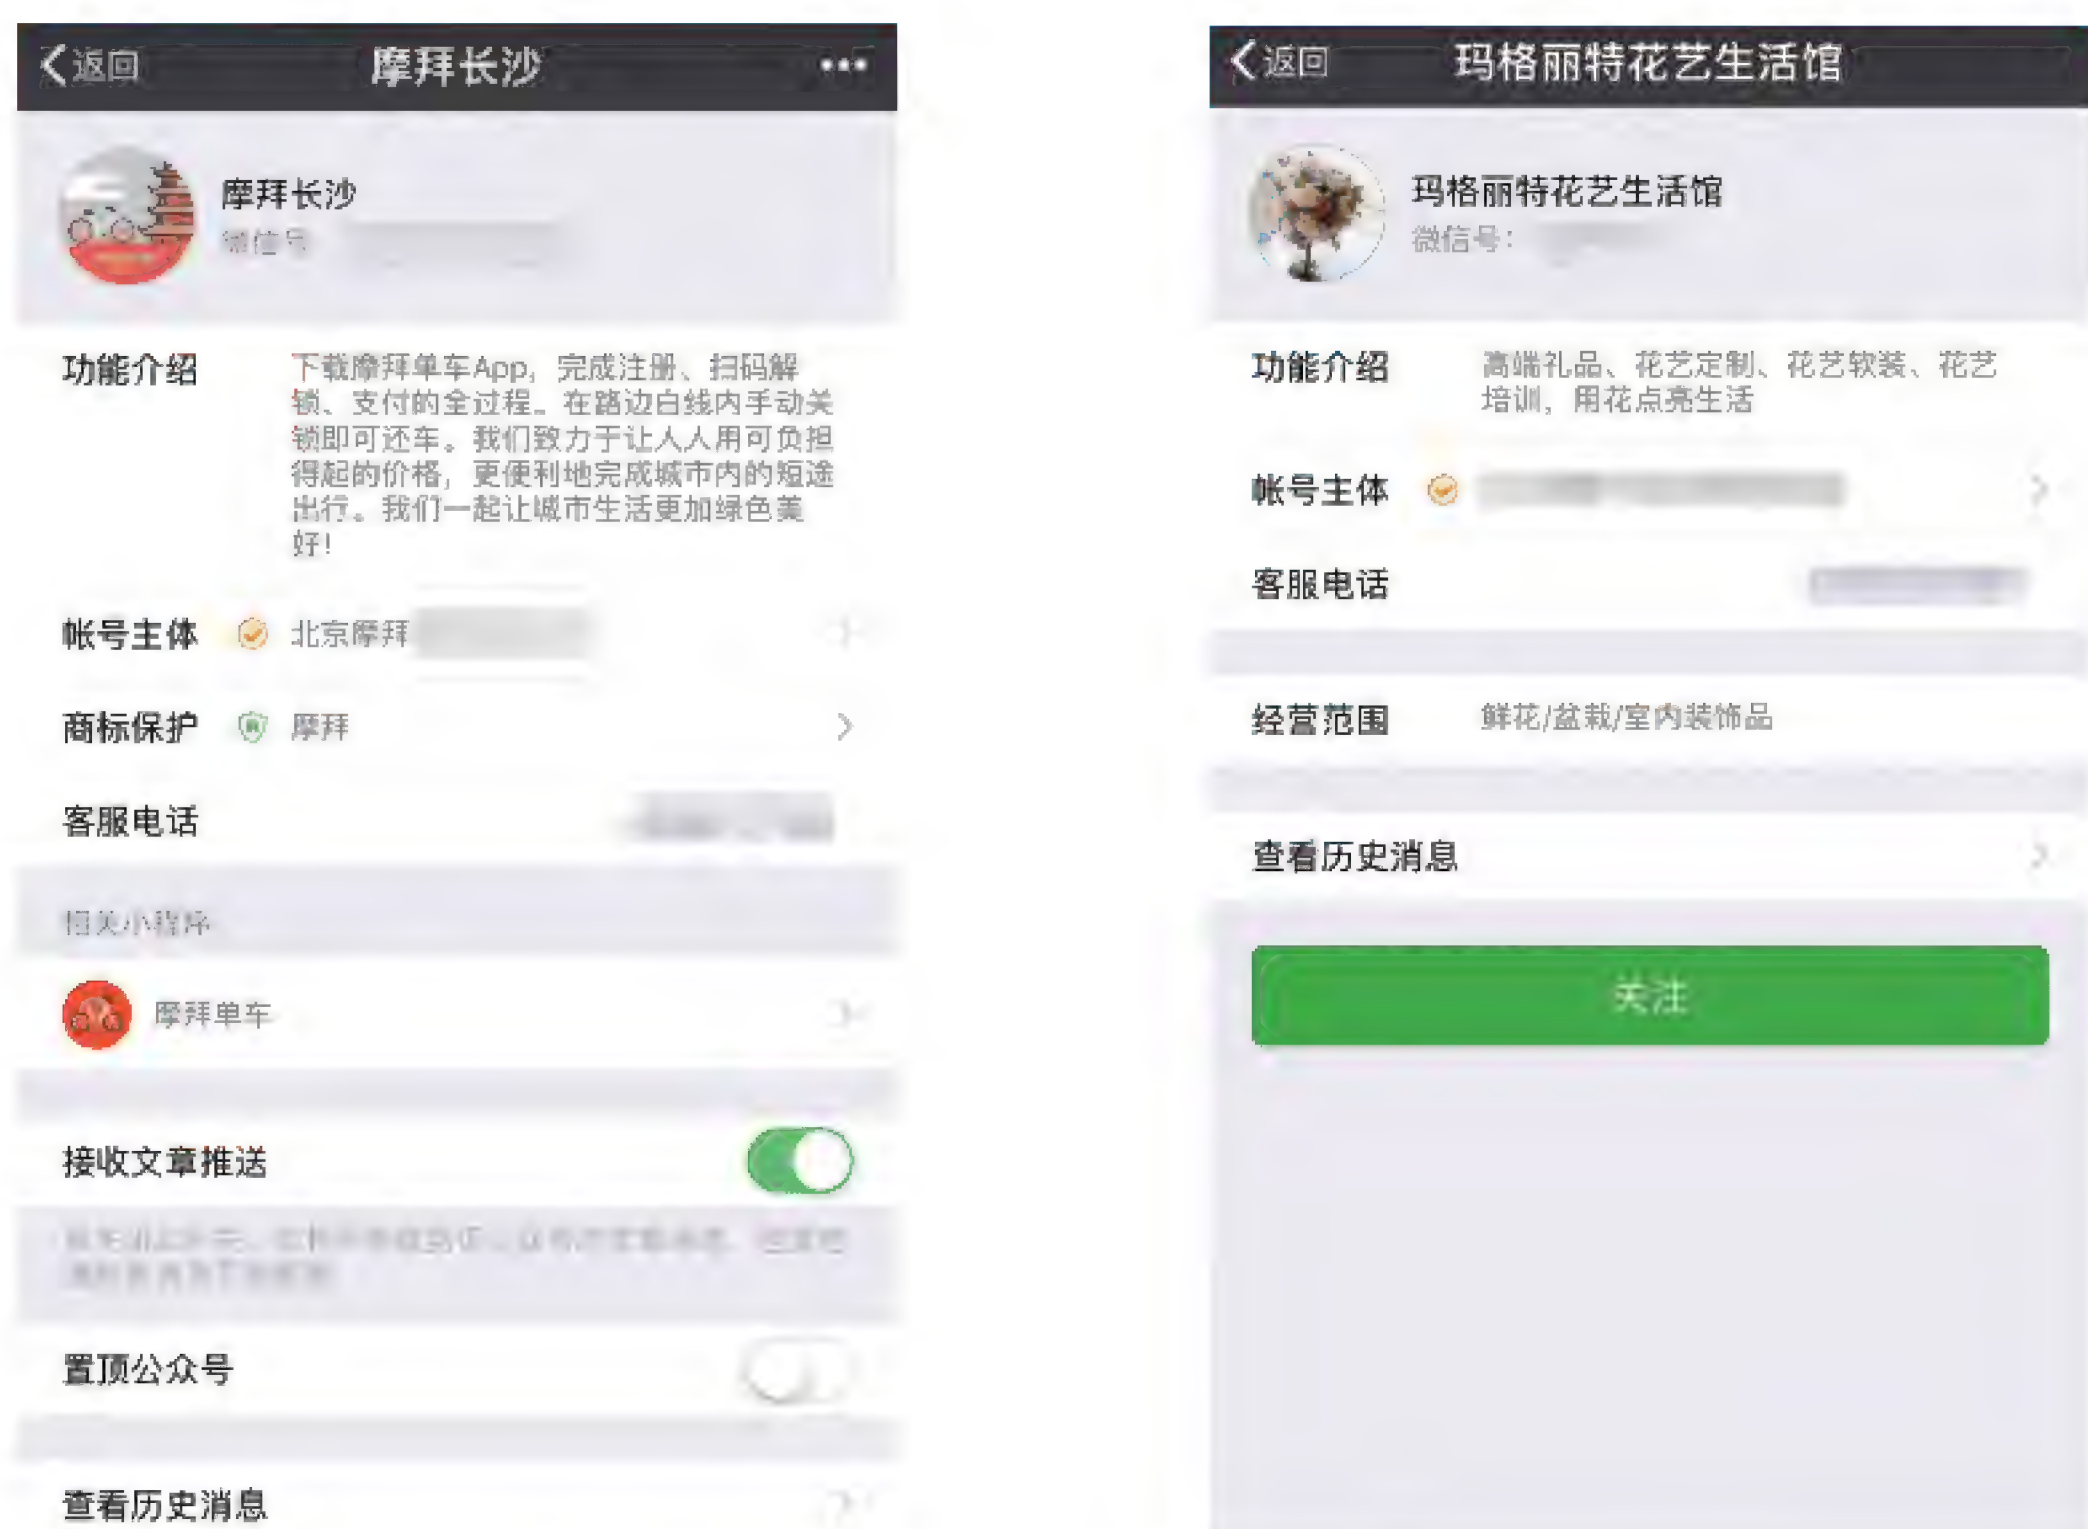 返回
摩拜长沙
摩拜长沙
微信号
功能介绍
下载摩拜单车App，完成注册、扫码解
锁、支付的全过程。在路边白线内手动关
锁即可还车。我们致力于让人人用可负担
得起的价格，更便利地完成城市内的短途
出行。我们一起让城市生活更加绿色美
好！
帐号主体 北京摩拜
商标保护 摩拜
客服电话
相关小程序
摩拜单车
接收文章推送
置顶公众号
查看历史消息
返回
玛格丽特花艺生活馆
玛格丽特花艺生活馆
微信号：
功能介绍
高端礼品、花艺定制、花艺软装、花艺
培训，用花点亮生活
帐号主体
客服电话
经营范围 鲜花/盆栽/室内装饰品
查看历史消息
关注